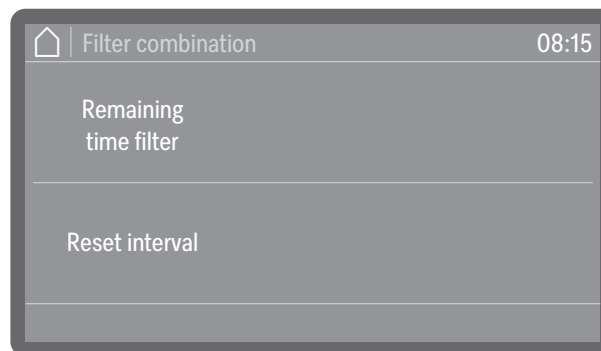 Filter combination 08:15
Remaining
time filter
Reset interval